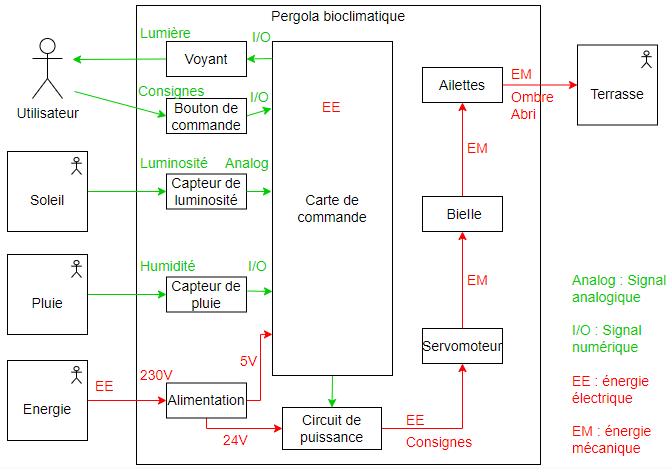 Pergola bioclimatique
Lumière
I/O
Voyant
Utilisateur
Consignes
I/O
Bouton de
commande
EE
Carte de
commande
Soleil
Luminosité
Analog
Capteur de
luminosité
Pluie
Humidité
I/O
Capteur de
pluie
Energie
EE
230V
Alimentation
5V
24V
Circuit de
puissance
EE
Consignes
Servomoteur
EM
Bielle
EM
Ailettes
EM
Ombre
Abri
Terrasse
Analog : Signal
analogique
I/O : Signal
numérique
EE : énergie
électrique
EM : énergie
mécanique